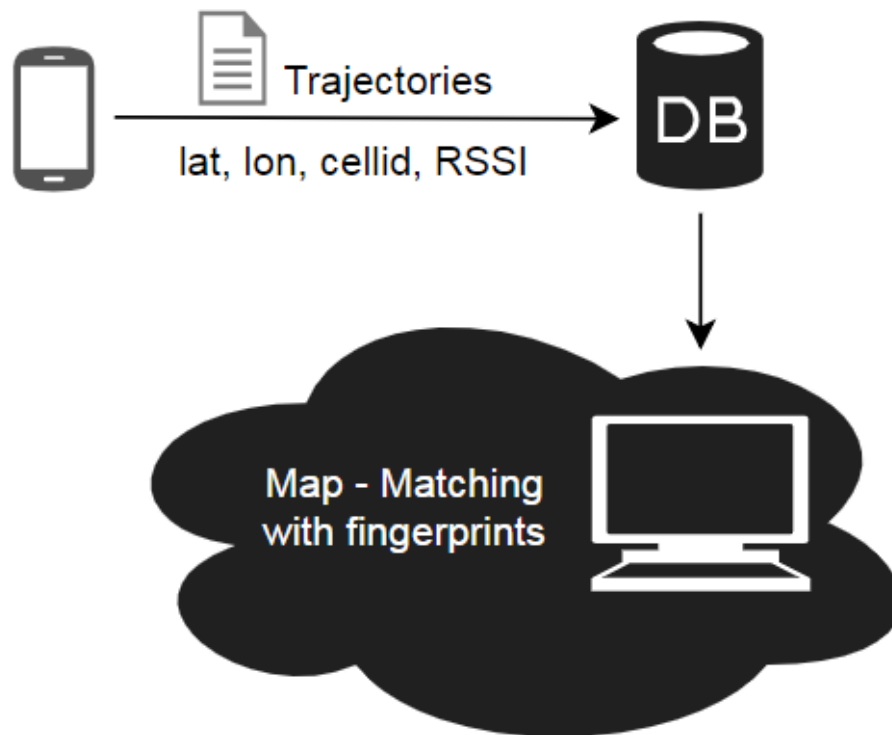 Trajectories
lat, lon, cellid, RSSI
DB
Map - Matching
with fingerprints